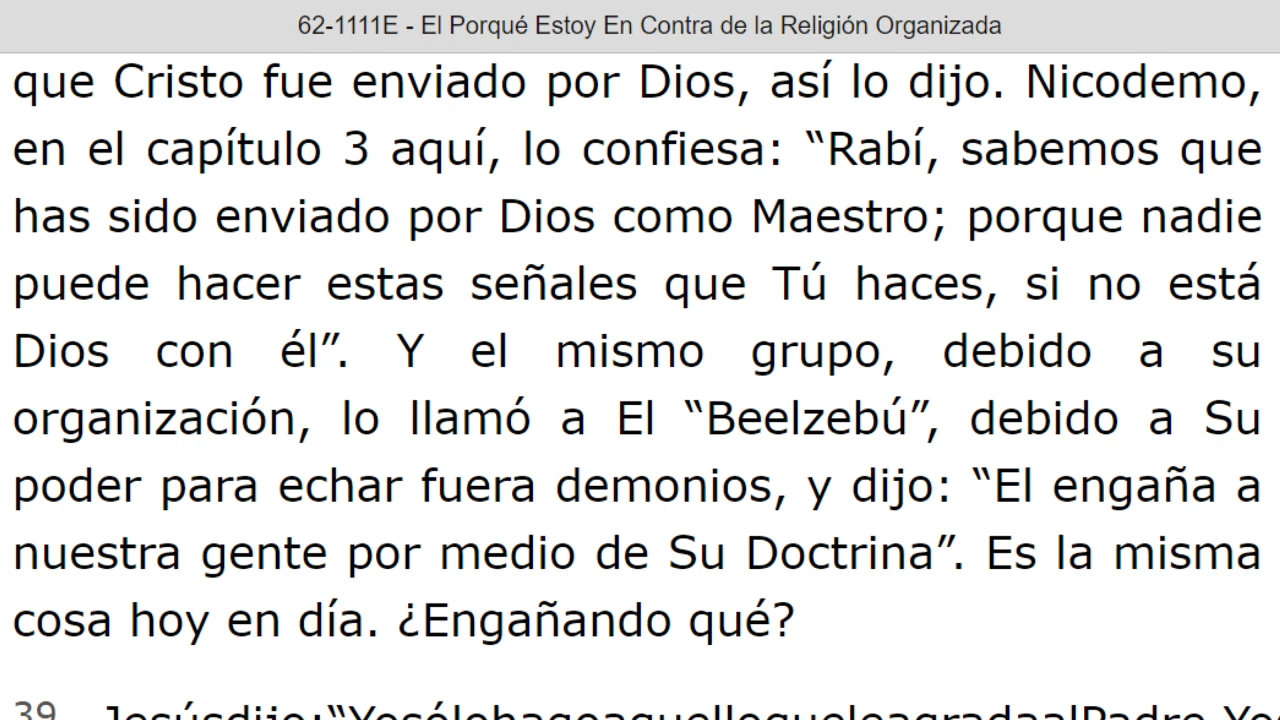 62-1111E - El Porqué Estoy En Contra de la Religión Organizada
que Cristo fue enviado por Dios, así lo dijo. Nicodemo,
en el capítulo 3 aquí, lo confiesa: “Rabí, sabemos que
has sido enviado por Dios como Maestro; porque nadie
puede hacer estas señales que Tú haces, si no está
Dios con él”. Y el mismo grupo, debido a su
organización, lo llamó a El “Beelzebú”, debido a Su
poder para echar fuera demonios, y dijo: “El engaña a
nuestra gente por medio de Su Doctrina”. Es la misma
cosa hoy en día. ¿Engañando qué?
39 Jesúsdijo:“Yosólohagoaquelloqueleagradaal Padre.